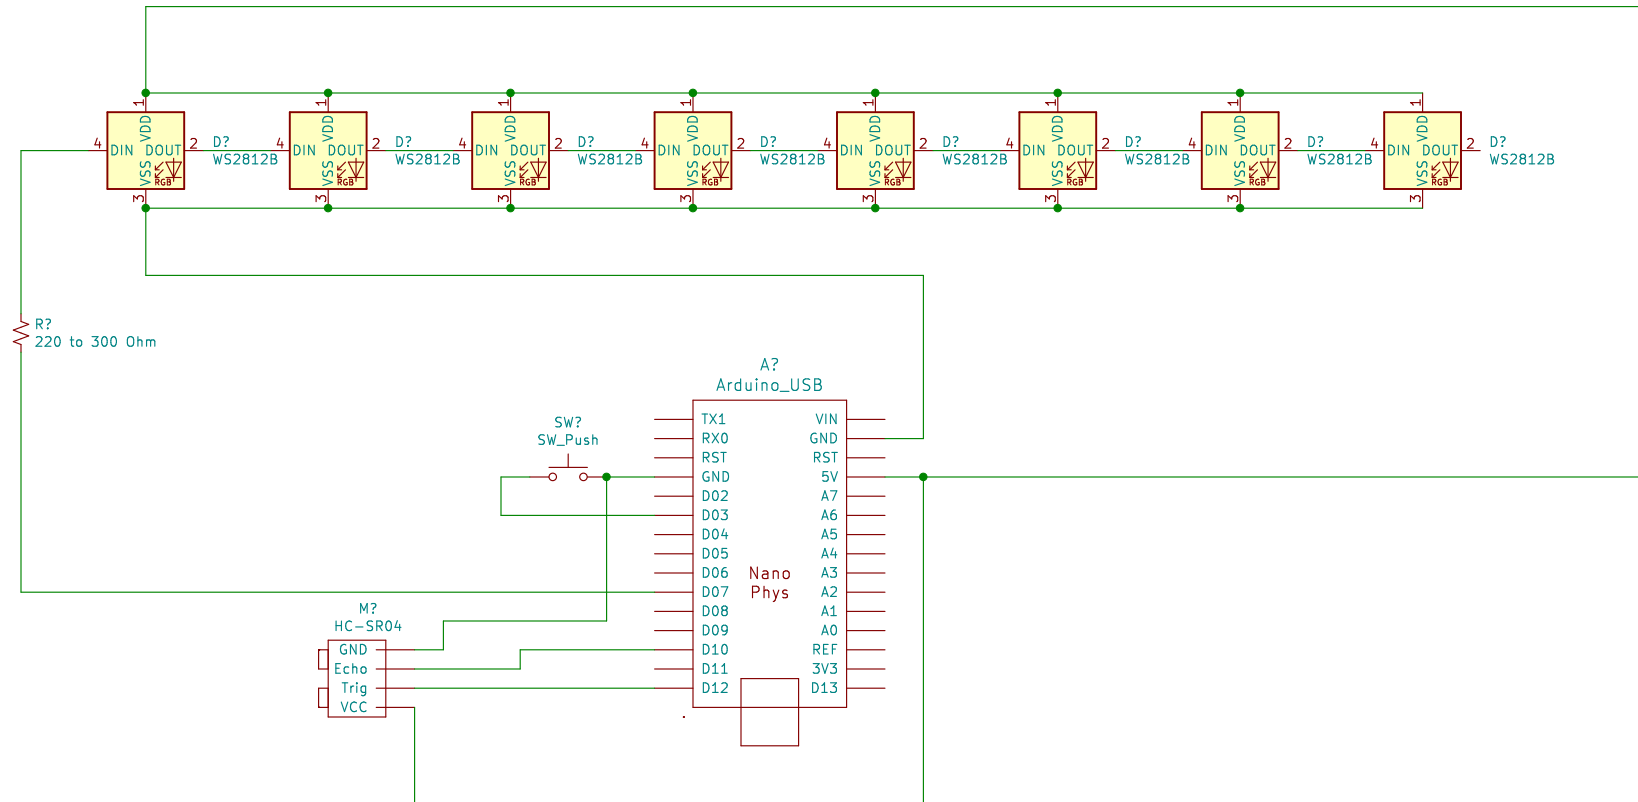 1 1 1 1 1 1 1 1
4 DIN VDD DOUT VSS RGB 2 3 D?
WS2812B
4 DIN VDD DOUT VSS RGB 2 3 D?
WS2812B
4 DIN VDD DOUT VSS RGB 2 3 D?
WS2812B
4 DIN VDD DOUT VSS RGB 2 3 D?
WS2812B
4 DIN VDD DOUT VSS RGB 2 3 D?
WS2812B
4 DIN VDD DOUT VSS RGB 2 3 D?
WS2812B
4 DIN VDD DOUT VSS RGB 2 3 D?
WS2812B
4 DIN VDD DOUT VSS RGB 2 3 D?
WS2812B
R?
220 to 300 Ohm
A?
Arduino_USB
SW?
SW_Push
TX1 VIN
RX0 GND
RST RST
GND 5V
D02 A7
D03 A6
D04 A5
D05 A4
D06 A3
D07 A2
D08 A1
D09 A0
D10 REF
D11 3V3
D12 D13
Nano
Phys
M?
HC-SR04
GND
Echo
Trig
VCC